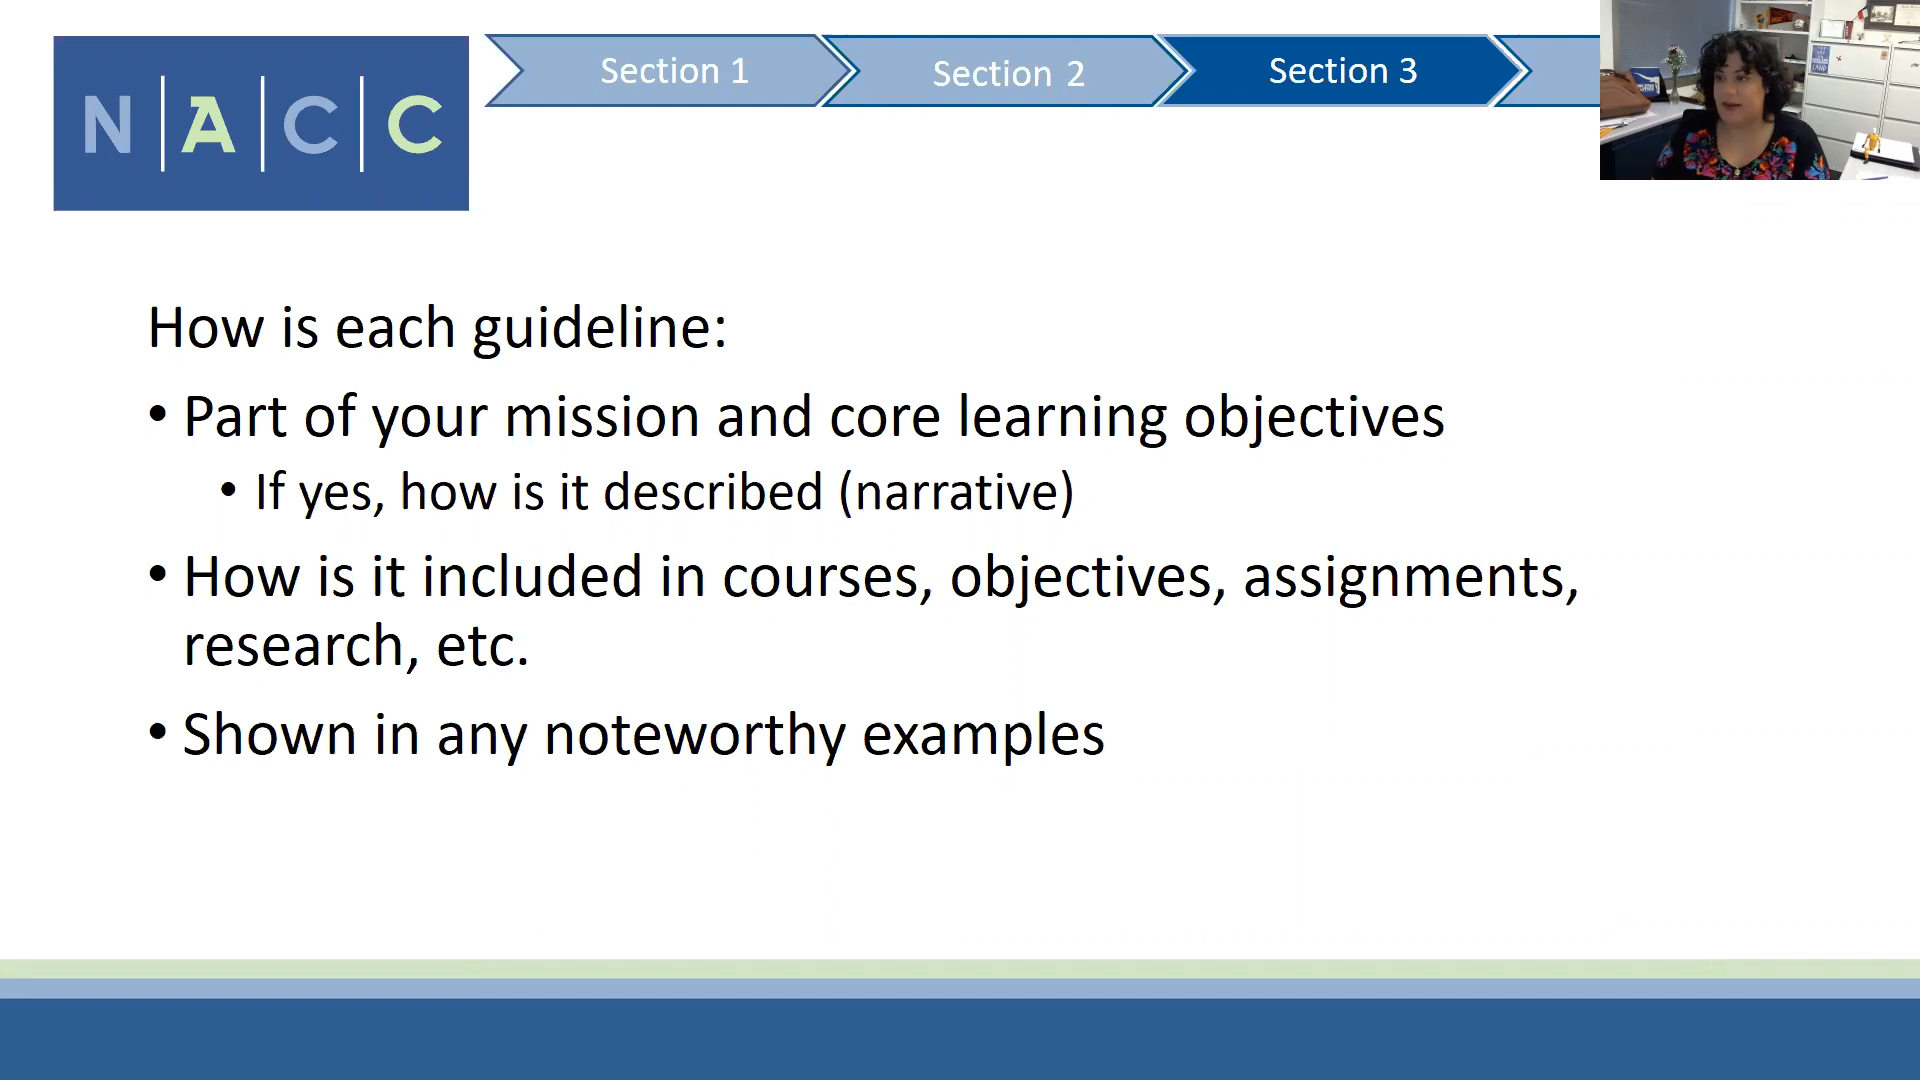 N|A|C|C
Section 1
Section 2
Section 3
How is each guideline:
• Part of your mission and core learning objectives
• If yes, how is it described (narrative)
• How is it included in courses, objectives, assignments,
research, etc.
• Shown in any noteworthy examples